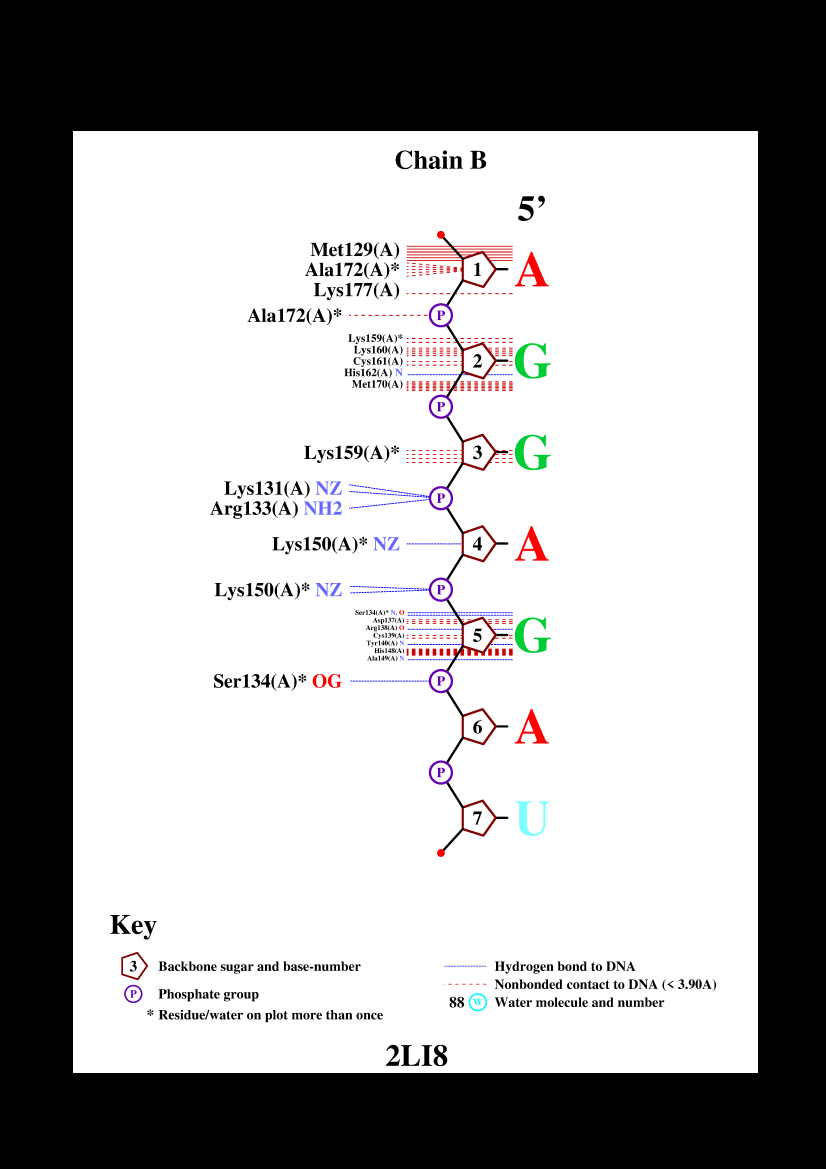 Chain B
5’
Met129(A)
Ala172(A)*
1 A
Lys177(A)
Ala172(A)* P
Lys159(A)*
Lys160(A)
Cys161(A) 2 G
His162(A) N
Met170(A)
P
Lys159(A)* 3 G
Lys131(A) NZ
P
Arg133(A) NH2
Lys150(A)* NZ 4 A
Lys150(A)* NZ P
Ser134(A)* N, O
Asp137(A)
Arg138(A) O
Cys139(A) 5 G
Tyr140(A) N
His148(A)
Ala149(A) N
Ser134(A)* OG P
6 A
P
7 U
Key
3 Backbone sugar and base-number
P Phosphate group
* Residue/water on plot more than once
Hydrogen bond to DNA
Nonbonded contact to DNA (< 3.90A)
88 W Water molecule and number
2LI8